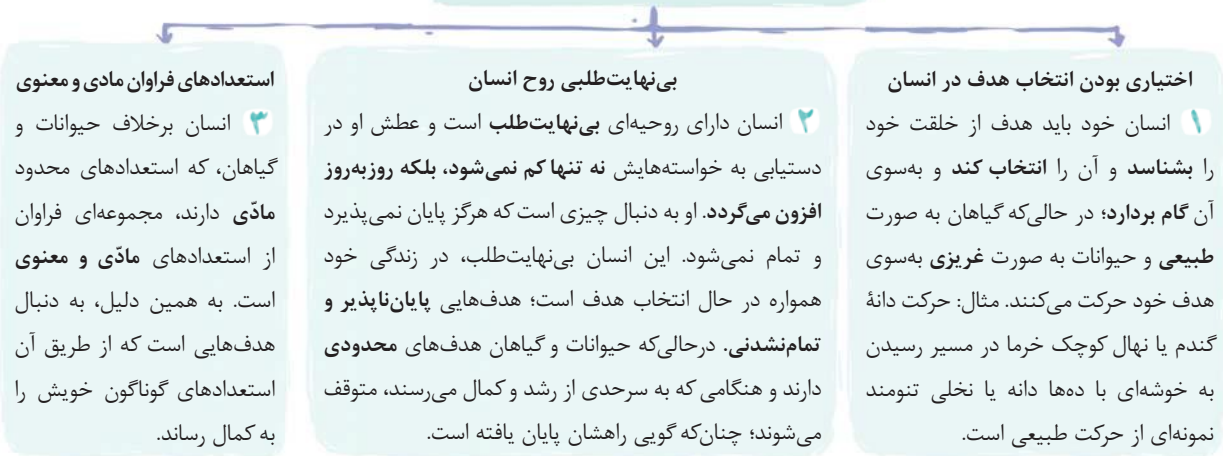 اختیاری بودن انتخاب هدف در انسان
۱ انسان خود باید هدف از خلقت خود
را بشناسد و آن را انتخاب کند و به‌سوی
آن گام بردارد؛ در حالی‌که گیاهان به صورت
طبیعی و حیوانات به صورت غریزی به‌سوی
هدف خود حرکت می‌کنند. مثال: حرکت دانهٔ
گندم یا نهال کوچک خرما در مسیر رسیدن
به خوشه‌ای با ده‌ها دانه یا نخلی تنومند
نمونه‌ای از حرکت طبیعی است.
بی‌نهایت‌طلبی روح انسان
۲ انسان دارای روحیه‌ای بی‌نهایت‌طلب است و عطش او در
دستیابی به خواسته‌هایش نه تنها کم نمی‌شود، بلکه روزبه‌روز
افزون می‌گردد. او به دنبال چیزی است که هرگز پایان نمی‌پذیرد
و تمام نمی‌شود. این انسان بی‌نهایت‌طلب، در زندگی خود
همواره در حال انتخاب هدف است؛ هدف‌هایی پایان‌ناپذیر و
تمام‌نشدنی. درحالی‌که حیوانات و گیاهان هدف‌های محدودی
دارند و هنگامی که به سرحدی از رشد و کمال می‌رسند، متوقف
می‌شوند؛ چنان‌که گویی راهشان پایان یافته است.
استعدادهای فراوان مادی و معنوی
۳ انسان برخلاف حیوانات و
گیاهان، که استعدادهای محدود
مادّی دارند، مجموعه‌ای فراوان
از استعدادهای مادّی و معنوی
است. به همین دلیل، به دنبال
هدف‌هایی است که از طریق آن
استعدادهای گوناگون خویش را
به کمال رساند.